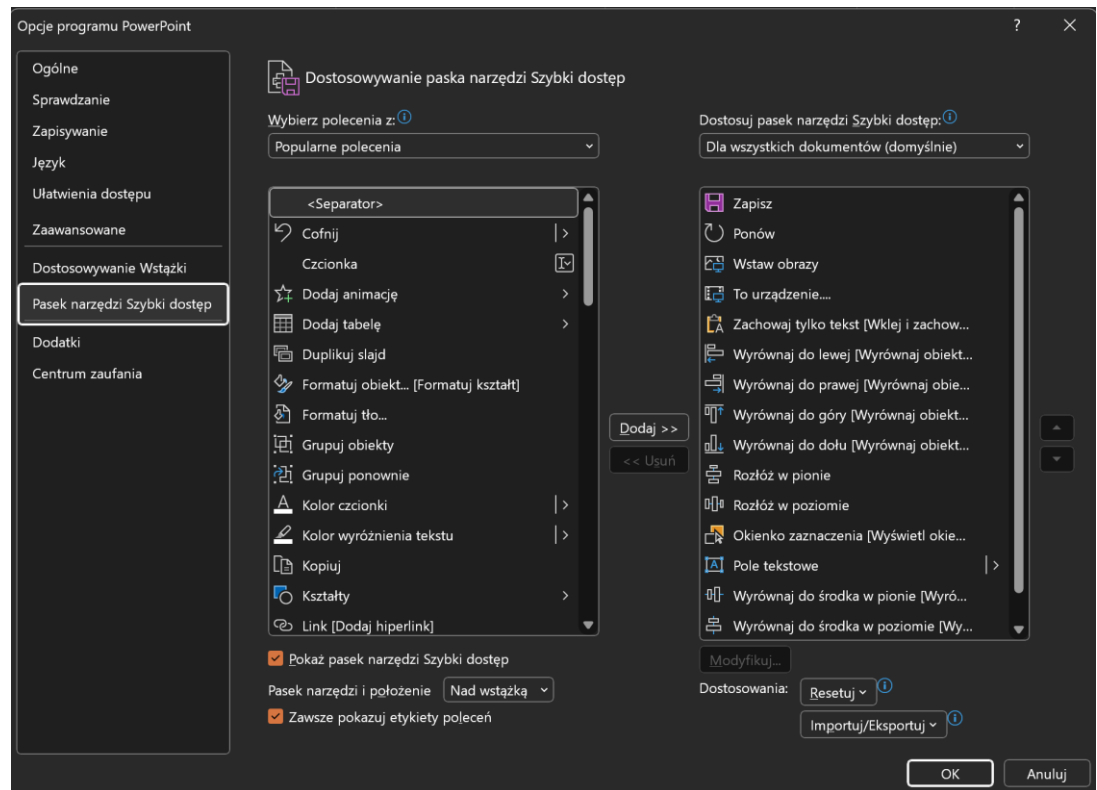 Opcje programu PowerPoint
?
Ogólne
Sprawdzanie
Zapisywanie
Język
Ułatwienia dostępu
Zaawansowane
Dostosowywanie Wstążki
Pasek narzędzi Szybki dostęp
Dodatki
Centrum zaufania
Dostosowywanie paska narzędzi Szybki dostęp
Wybierz polecenia z:
Popularne polecenia
<Separator>
Cofnij
Czcionka
Dodaj animację
Dodaj tabelę
Duplikuj slajd
Formatuj obiekt... [Formatuj kształt]
Formatuj tło...
Grupuj obiekty
Grupuj ponownie
Kolor czcionki
Kolor wyróżnienia tekstu
Kopiuj
Kształty
Link [Dodaj hiperlink]
Pokaż pasek narzędzi Szybki dostęp
Pasek narzędzi i położenie Nad wstążką
Zawsze pokazuj etykiety poleceń
Dodaj >>
<< Usuń
Dostosuj pasek narzędzi Szybki dostęp:
Dla wszystkich dokumentów (domyślnie)
Zapisz
Ponów
Wstaw obrazy
To urządzenie....
Zachowaj tylko tekst [Wklej i zachow...
Wyrównaj do lewej [Wyrównaj obiekt...
Wyrównaj do prawej [Wyrównaj obie...
Wyrównaj do góry [Wyrównaj obiekt...
Wyrównaj do dołu [Wyrównaj obiekt...
Rozłóż w pionie
Rozłóż w poziomie
Okienko zaznaczenia [Wyświetl okie...
Pole tekstowe
Wyrównaj do środka w pionie [Wyró...
Wyrównaj do środka w poziomie [Wy...
Modyfikuj...
Dostosowania: Resetuj
Importuj/Eksportuj
OK
Anuluj